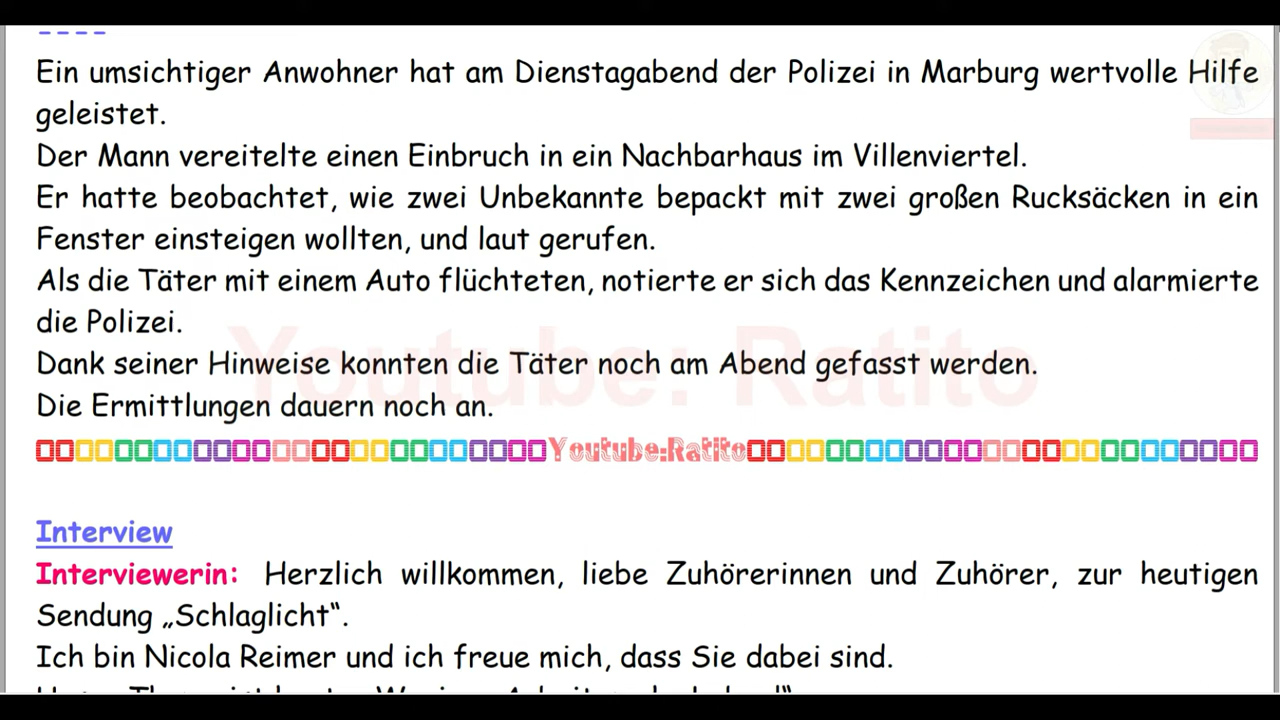 ----
Ein umsichtiger Anwohner hat am Dienstagabend der Polizei in Marburg wertvolle Hilfe
geleistet.
Der Mann vereitelte einen Einbruch in ein Nachbarhaus im Villenviertel.
Er hatte beobachtet, wie zwei Unbekannte bepackt mit zwei großen Rucksäcken in ein
Fenster einsteigen wollten, und laut gerufen.
Als die Täter mit einem Auto flüchteten, notierte er sich das Kennzeichen und alarmierte
die Polizei.
Youtube: Ratito
Dank seiner Hinweise konnten die Täter noch am Abend gefasst werden.
Die Ermittlungen dauern noch an.
Youtube:Ratito
Interview
Interviewerin: Herzlich willkommen, liebe Zuhörerinnen und Zuhörer, zur heutigen
Sendung „Schlaglicht“.
Ich bin Nicola Reimer und ich freue mich, dass Sie dabei sind.